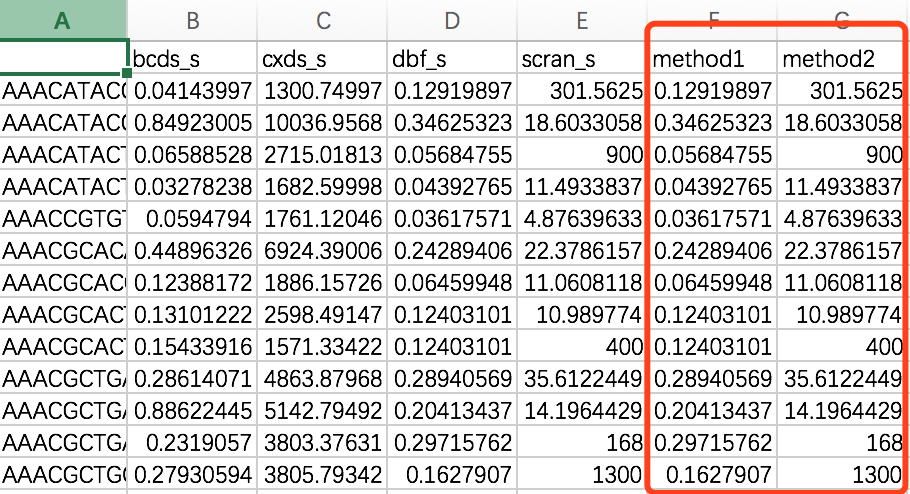 A B C D E F G
bcds_s cxds_s dbf_s scran_s method1 method2
AAACATAC 0.04143997 1300.74997 0.12919897 301.5625 0.12919897 301.5625
AAACATAC 0.84923005 10036.9568 0.34625323 18.6033058 0.34625323 18.6033058
AAACATACT 0.06588528 2715.01813 0.05684755 900 0.05684755 900
AAACATACT 0.03278238 1682.59998 0.04392765 11.4933837 0.04392765 11.4933837
AAACCGTGT 0.0594794 1761.12046 0.03617571 4.87639633 0.03617571 4.87639633
AAACGCAC 0.44896326 6924.39006 0.24289406 22.3786157 0.24289406 22.3786157
AAACGCAC 0.12388172 1886.15726 0.06459948 11.0608118 0.06459948 11.0608118
AAACGCACT 0.13101222 2598.49147 0.12403101 10.989774 0.12403101 10.989774
AAACGCACT 0.15433916 1571.33422 0.12403101 400 0.12403101 400
AAACGCTGA 0.28614071 4863.87968 0.28940569 35.6122449 0.28940569 35.6122449
AAACGCTGA 0.88622445 5142.79492 0.20413437 14.1964429 0.20413437 14.1964429
AAACGCTGA 0.2319057 3803.37631 0.29715762 168 0.29715762 168
AAACGCTG 0.27930594 3805.79342 0.1627907 1300 0.1627907 1300